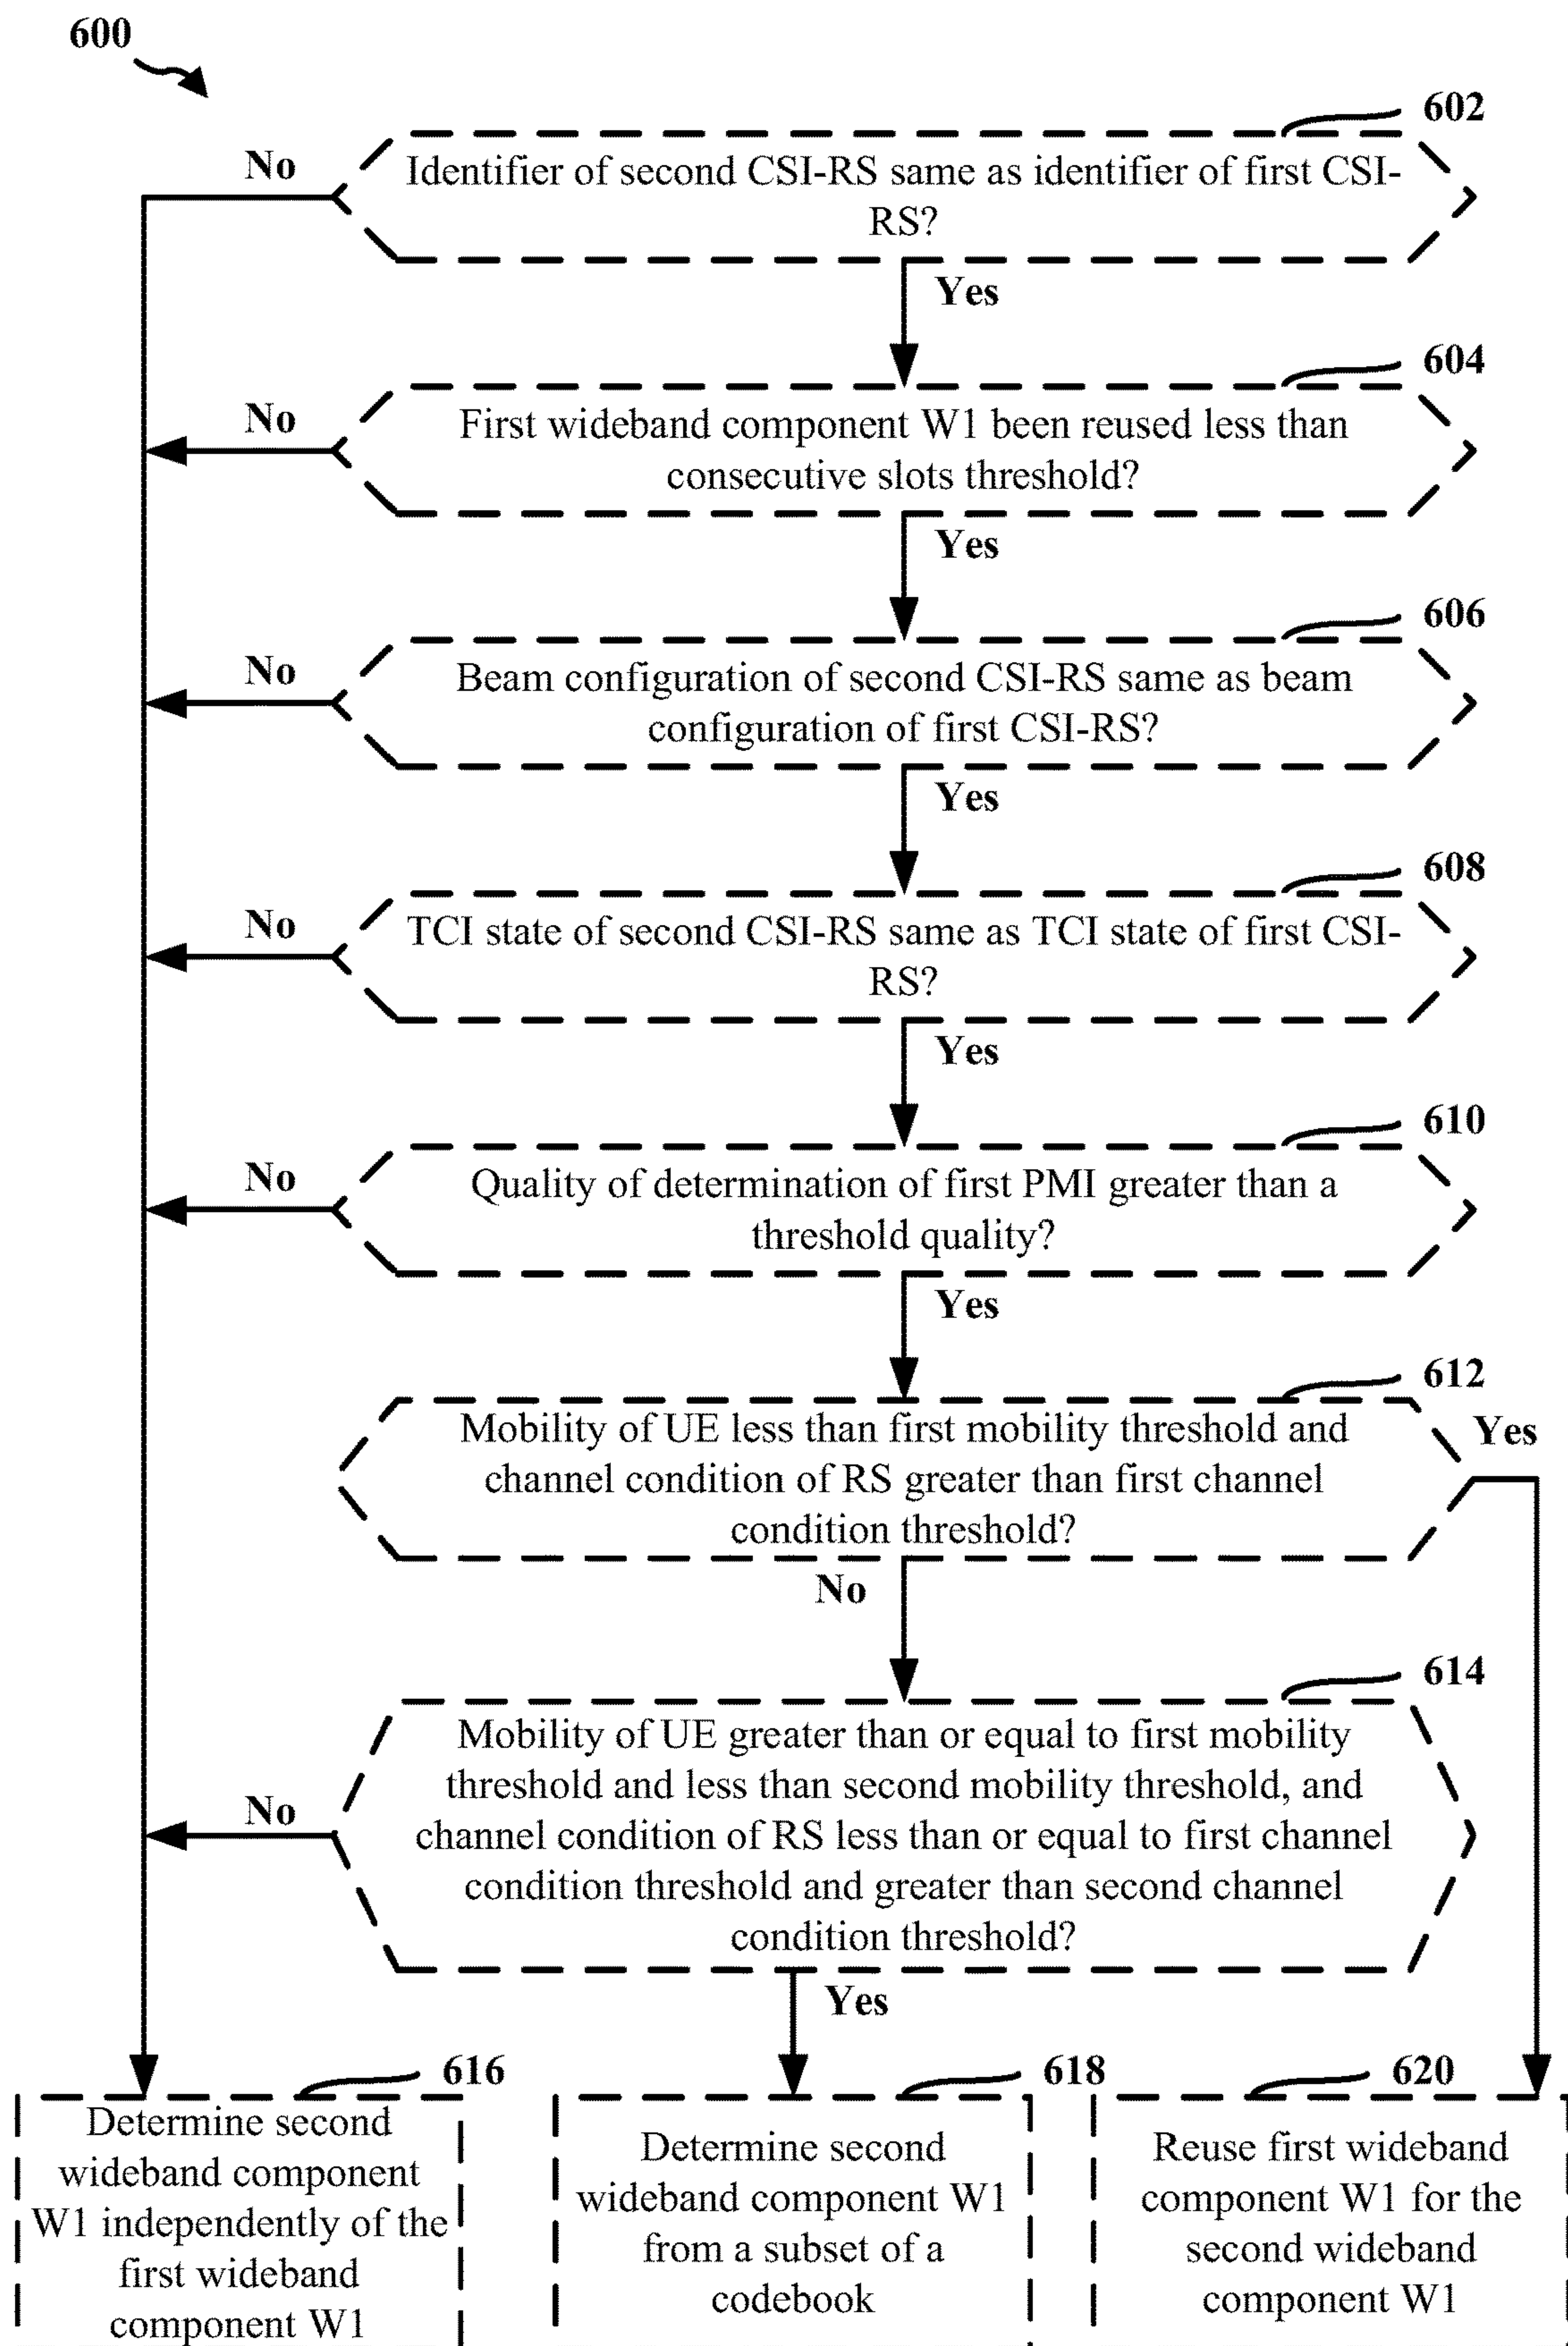 600
602
No
Identifier of second CSI-RS same as identifier of first CSI-
RS?
Yes
604
No
First wideband component W1 been reused less than
consecutive slots threshold?
Yes
606
No
Beam configuration of second CSI-RS same as beam
configuration of first CSI-RS?
Yes
608
No
TCI state of second CSI-RS same as TCI state of first CSI-
RS?
Yes
610
No
Quality of determination of first PMI greater than a
threshold quality?
Yes
612
Mobility of UE less than first mobility threshold and
channel condition of RS greater than first channel
condition threshold?
Yes
No
614
Mobility of UE greater than or equal to first mobility
threshold and less than second mobility threshold, and
channel condition of RS less than or equal to first channel
condition threshold and greater than second channel
condition threshold?
No
Yes
616
Determine second
wideband component
W1 independently of the
first wideband
component W1
618
Determine second
wideband component W1
from a subset of a
codebook
620
Reuse first wideband
component W1 for the
second wideband
component W1